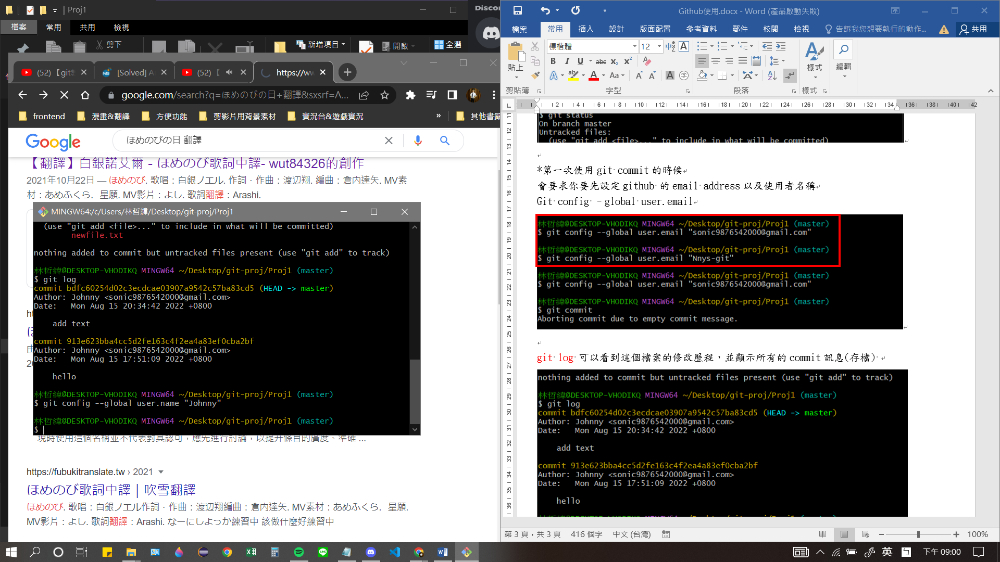 Proj1
檔案 常用 共用 檢視
剪下 新增項目 開啟 全選
Discor
(52) 【git
[Solved] A
(52) 【
https://ww
google.com/search?q=ほめのびの日+翻譯&sxsrf=A...
frontend 漫畫&翻譯 方便功能 剪影片用背景素材 實況台&遊戲實況 » 其他書籤
Google ほめのびの日 翻譯
【翻譯】白銀諾艾爾 - ほめのび歌詞中譯- wut84326的創作
2021年10月22日 — ほめのび. 歌唱：白銀ノエル. 作詞．作曲：渡辺翔. 編曲：倉内達矢. MV素
材：あめふくら． 星願. MV影片：よし. 歌詞翻譯：Arashi.
MINGW64:/c/Users/林哲緯/Desktop/git-proj/Proj1
(use "git add <file>..." to include in what will be committed)
newfile.txt
nothing added to commit but untracked files present (use "git add" to track)
林哲緯@DESKTOP-VHODIKQ MINGW64 ~/Desktop/git-proj/Proj1 (master)
$ git log
commit bdfc60254d02c3ecdcae03907a9542c57ba83cd5 (HEAD -> master)
Author: Johnny <sonic9876542000@gmail.com>
Date:   Mon Aug 15 20:34:42 2022 +0800
add text
commit 913e623bba4cc5d2fe163c4f2ea4a83ef0cba2bf
Author: Johnny <sonic9876542000@gmail.com>
Date:   Mon Aug 15 17:51:09 2022 +0800
hello
林哲緯@DESKTOP-VHODIKQ MINGW64 ~/Desktop/git-proj/Proj1 (master)
$ git config --global user.name "Johnny"
林哲緯@DESKTOP-VHODIKQ MINGW64 ~/Desktop/git-proj/Proj1 (master)
$
現時使用這個名稱並不代表對其認可，應先進行討論，以提升條目的廣度、準確 ...
https://fubukitranslate.tw › 2021
ほめのび歌詞中譯 | 吹雪翻譯
ほめのび. 歌唱：白銀ノエル作詞．作曲：渡辺翔編曲：倉内達矢. MV素材：あめふくら． 星願.
MV影片：よし. 歌詞翻譯：Arashi. なーにしよっか練習中 該做什麼好練習中
Github使用.docx - Word (產品啟動失敗)
檔案 常用 插入 設計 版面配置 參考資料 郵件 校閱 檢視 告訴我您想要執行的動作... 共用
貼上 標楷體 12 樣式 編輯
剪貼簿 字型 段落 樣式
$ git status
On branch master
Untracked files:
(use "git add <file>..." to include in what will be committed)
*第一次使用 git commit 的時候
會要求你要先設定 github 的 email address 以及使用者名稱
Git config –global user.email
林哲緯@DESKTOP-VHODIKQ MINGW64 ~/Desktop/git-proj/Proj1 (master)
$ git config --global user.email "sonic9876542000@gmail.com"
林哲緯@DESKTOP-VHODIKQ MINGW64 ~/Desktop/git-proj/Proj1 (master)
$ git config --global user.email "Nnys-git"
林哲緯@DESKTOP-VHODIKQ MINGW64 ~/Desktop/git-proj/Proj1 (master)
$ git config --global user.email "sonic9876542000@gmail.com"
林哲緯@DESKTOP-VHODIKQ MINGW64 ~/Desktop/git-proj/Proj1 (master)
$ git commit
Aborting commit due to empty commit message.
git log 可以看到這個檔案的修改歷程，並顯示所有的 commit 訊息(存檔)
nothing added to commit but untracked files present (use "git add" to track)
林哲緯@DESKTOP-VHODIKQ MINGW64 ~/Desktop/git-proj/Proj1 (master)
$ git log
commit bdfc60254d02c3ecdcae03907a9542c57ba83cd5 (HEAD -> master)
Author: Johnny <sonic9876542000@gmail.com>
Date:   Mon Aug 15 20:34:42 2022 +0800
add text
commit 913e623bba4cc5d2fe163c4f2ea4a83ef0cba2bf
Author: Johnny <sonic9876542000@gmail.com>
Date:   Mon Aug 15 17:51:09 2022 +0800
hello
第 3 頁，共 3 頁 416 個字 中文 (台灣) 100%
英 下午 09:00